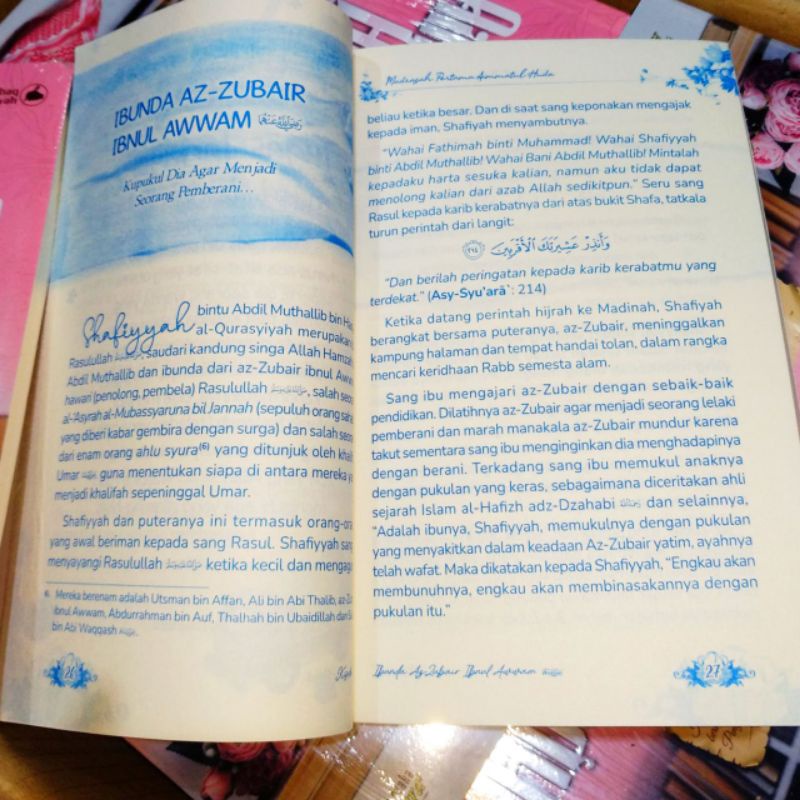 IBUNDA AZ-ZUBAIR
IBNUL AWWAM
Kupukul Dia Agar Menjadi
Seorang Pemberani...
Shafiyyah bintu Abdil Muthallib bin
al-Qurasyiyah merupakan
Rasulullah saudari kandung singa Allah Hamzah
Abdil Muthallib dan ibunda dari az-Zubair ibnul
hawari (penolong, pembela) Rasulullah ﷺ, salah
al-'Asyrah al-Mubassyaruna bil Jannah (sepuluh orang
yang diberi kabar gembira dengan surga) dan salah
dari enam orang ahlu syura(6) yang ditunjuk oleh
Umar guna menentukan siapa di antara mereka
menjadi khalifah sepeninggal Umar.
Shafiyyah dan puteranya ini termasuk
yang awal beriman kepada sang Rasul. Shafiyyah
menyayangi Rasulullah ﷺ ketika kecil dan
6. Mereka berenam adalah Utsman bin Affan, Ali bin Abi Thalib,
ibnul Awwam, Abdurrahman bin Auf, Thalhah bin Ubaidillah dan
bin Abi Waqqash
26
Madrasah Pertama Aimmatul Huda
beliau ketika besar. Dan di saat sang keponakan mengajak
kepada iman, Shafiyah menyambutnya.
"Wahai Fathimah binti Muhammad! Wahai Shafiyyah
binti Abdil Muthallib! Wahai Bani Abdil Muthallib! Mintalah
kepadaku harta sesuka kalian, namun aku tidak dapat
menolong kalian dari azab Allah sedikitpun." Seru sang
Rasul kepada karib kerabatnya dari atas bukit Shafa, tatkala
turun perintah dari langit:
وَأَنذِرْ عَشِيرَتَكَ الْأَقْرَبِينَ ٢١٤
"Dan berilah peringatan kepada karib kerabatmu yang
terdekat." (Asy-Syu'arā`: 214)
Ketika datang perintah hijrah ke Madinah, Shafiyah
berangkat bersama puteranya, az-Zubair, meninggalkan
kampung halaman dan tempat handai tolan, dalam rangka
mencari keridhaan Rabb semesta alam.
Sang ibu mengajari az-Zubair dengan sebaik-baik
pendidikan. Dilatihnya az-Zubair agar menjadi seorang lelaki
pemberani dan marah manakala az-Zubair mundur karena
takut sementara sang ibu menginginkan dia menghadapinya
dengan berani. Terkadang sang ibu memukul anaknya
dengan pukulan yang keras, sebagaimana diceritakan ahli
sejarah Islam al-Hafizh adz-Dzahabi dan selainnya,
"Adalah ibunya, Shafiyyah, memukulnya dengan pukulan
yang menyakitkan dalam keadaan Az-Zubair yatim, ayahnya
telah wafat. Maka dikatakan kepada Shafiyyah, "Engkau akan
membunuhnya, engkau akan membinasakannya dengan
pukulan itu."
Ibunda Az-Zubair Ibnul Awwam
27